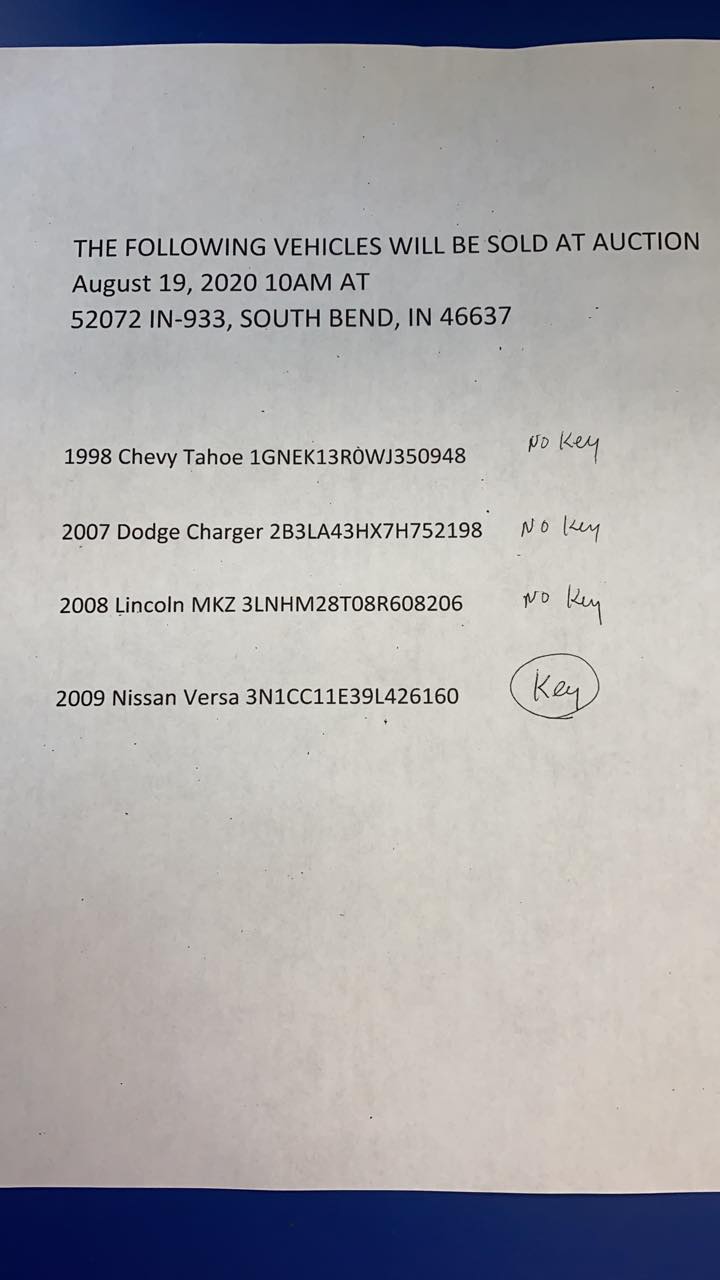 THE FOLLOWING VEHICLES WILL BE SOLD AT AUCTION
August 19, 2020 10AM AT
52072 IN-933, SOUTH BEND, IN 46637
1998 Chevy Tahoe 1GNEK13R0WJ350948 No Key
2007 Dodge Charger 2B3LA43HX7H752198 No Key
2008 Lincoln MKZ 3LNHM28T08R608206 No Key
2009 Nissan Versa 3N1CC11E39L426160 Key